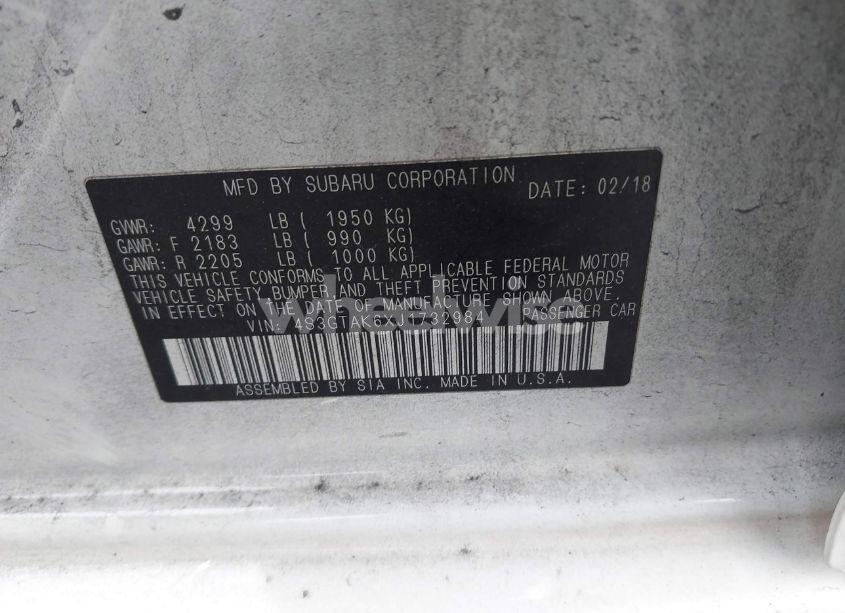 MFD BY SUBARU CORPORATION DATE: 02/18
GVWR: 4299 LB ( 1950 KG)
GAWR: F 2183 LB ( 990 KG)
GAWR: R 2205 LB ( 1000 KG)
THIS VEHICLE CONFORMS TO ALL APPLICABLE FEDERAL MOTOR
VEHICLE SAFETY BUMPER AND THEFT PREVENTION STANDARDS
IN EFFECT ON THE DATE OF MANUFACTURE SHOWN ABOVE.
VIN: PASSENGER CAR
ASSEMBLED BY SIA INC. MADE IN U.S.A.
wheelwise